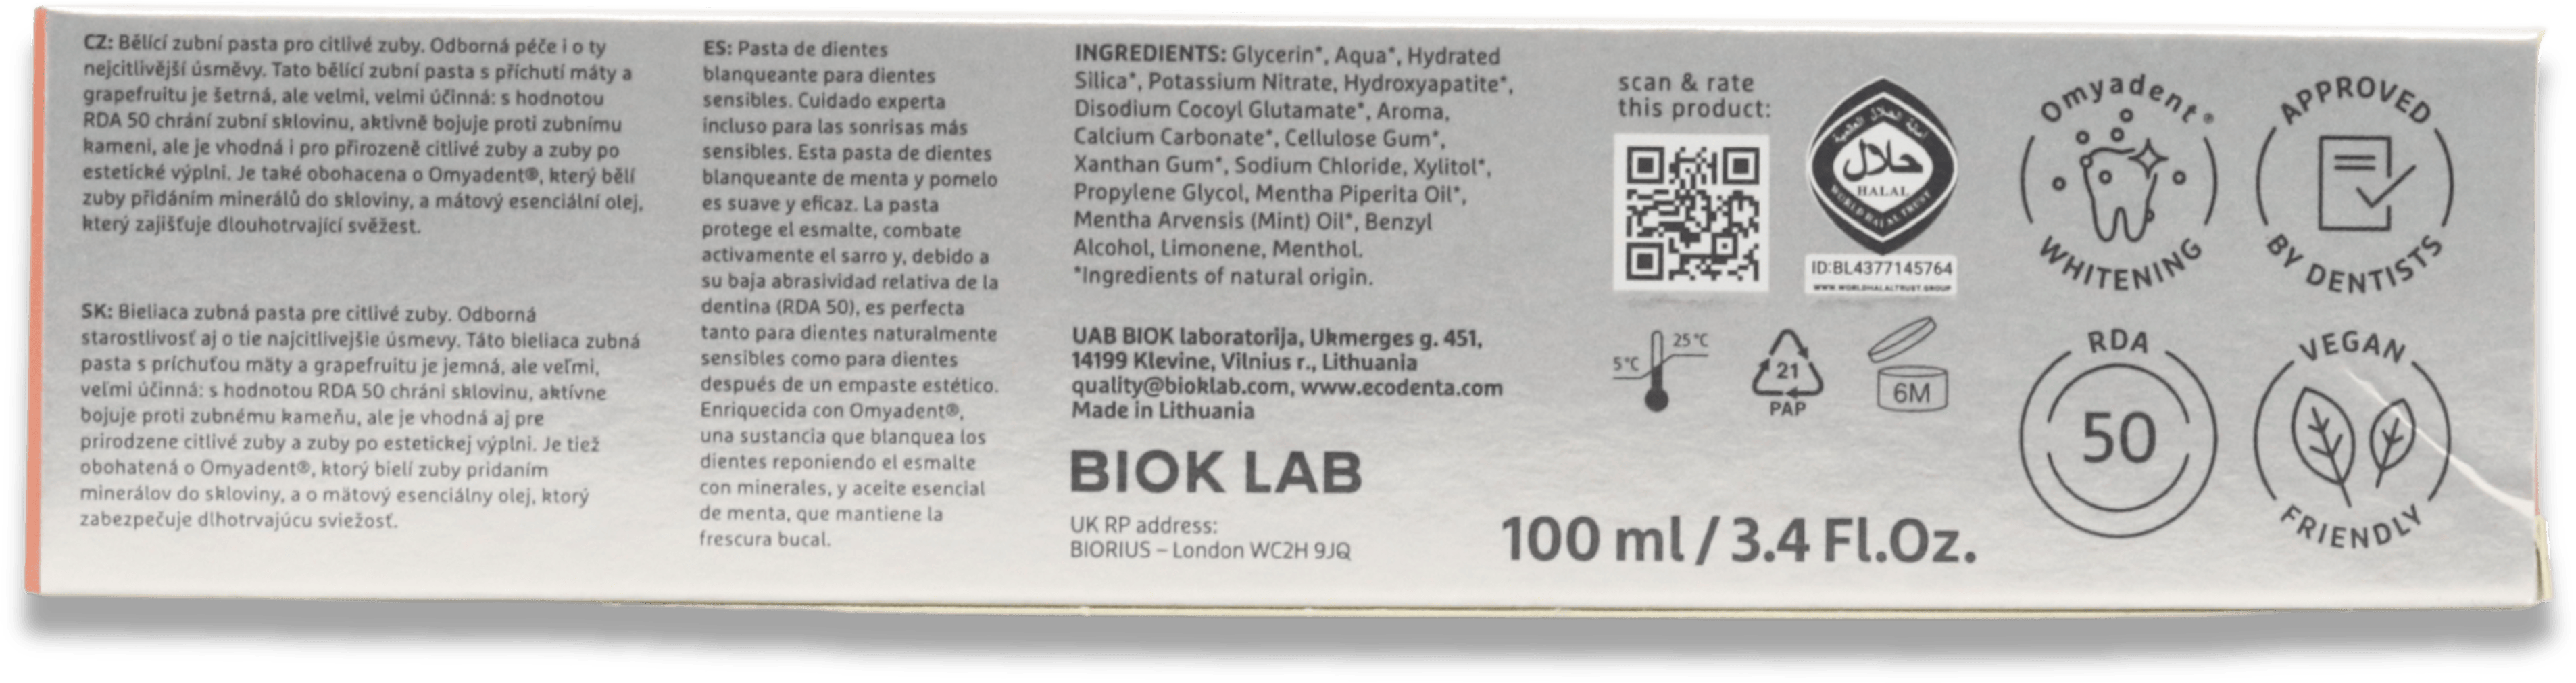 CZ: Bělící zubní pasta pro citlivé zuby. Odborná péče i o ty
nejcitlivější úsměvy. Tato bělící zubní pasta s příchutí máty a
grapefruitu je šetrná, ale velmi, velmi účinná: s hodnotou
RDA 50 chrání zubní sklovinu, aktivně bojuje proti zubnímu
kameni, ale je vhodná i pro přirozeně citlivé zuby a zuby po
estetické výplni. Je také obohacena o Omyadent®, který bělí
zuby přidáním minerálů do skloviny, a mátový esenciální olej,
který zajišťuje dlouhotrvající svěžest.
SK: Bieliaca zubná pasta pre citlivé zuby. Odborná
starostlivosť aj o tie najcitlivejšie úsmevy. Táto bieliaca zubná
pasta s príchuťou mäty a grapefruitu je jemná, ale veľmi,
veľmi účinná: s hodnotou RDA 50 chráni sklovinu, aktívne
bojuje proti zubnému kameňu, ale je vhodná aj pre
prirodzene citlivé zuby a zuby po estetickej výplni. Je tiež
obohatená o Omyadent®, ktorý bielí zuby pridaním
minerálov do skloviny, a o mätový esenciálny olej, ktorý
zabezpečuje dlhotrvajúcu sviežosť.
ES: Pasta de dientes
blanqueante para dientes
sensibles. Cuidado experta
incluso para las sonrisas más
sensibles. Esta pasta de dientes
blanqueante de menta y pomelo
es suave y eficaz. La pasta
protege el esmalte, combate
activamente el sarro y, debido a
su baja abrasividad relativa de la
dentina (RDA 50), es perfecta
tanto para dientes naturalmente
sensibles como para dientes
después de un empaste estético.
Enriquecida con Omyadent®,
una sustancia que blanquea los
dientes reponiendo el esmalte
con minerales, y aceite esencial
de menta, que mantiene la
frescura bucal.
INGREDIENTS: Glycerin*, Aqua*, Hydrated
Silica*, Potassium Nitrate, Hydroxyapatite*,
Disodium Cocoyl Glutamate*, Aroma,
Calcium Carbonate*, Cellulose Gum*,
Xanthan Gum*, Sodium Chloride, Xylitol*,
Propylene Glycol, Mentha Piperita Oil*,
Mentha Arvensis (Mint) Oil*, Benzyl
Alcohol, Limonene, Menthol.
*Ingredients of natural origin.
UAB BIOK laboratorija, Ukmerges g. 451,
14199 Klevine, Vilnius r., Lithuania
quality@bioklab.com, www.ecodenta.com
Made in Lithuania
BIOK LAB
UK RP address:
BIORIUS – London WC2H 9JQ
scan & rate
this product:
حلال
HALAL
WORLD HALAL TRUST
ID:BL4377145764
WWW.WORLDHALALTRUST.GROUP
5°C
25°C
21
PAP
6M
100 ml / 3.4 Fl.Oz.
Omyadent®
WHITENING
APPROVED
BY DENTISTS
RDA
50
VEGAN
FRIENDLY